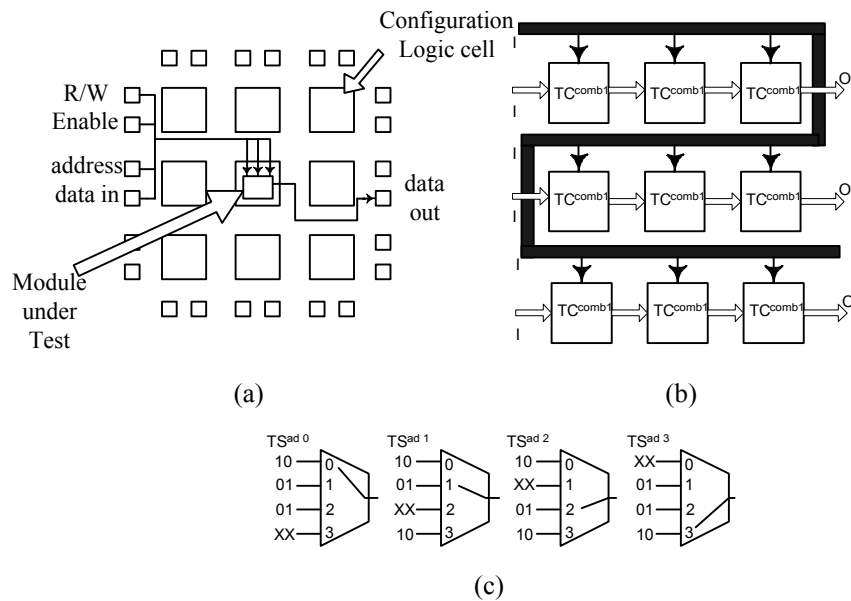 Configuration
Logic cell
R/W
Enable
address
data in
data
out
Module
under
Test
(a)
I
TCcomb1
TCcomb1
TCcomb1
O
I
TCcomb1
TCcomb1
TCcomb1
O
I
TCcomb1
TCcomb1
TCcomb1
O
(b)
TSad 0
10 0
01 1
01 2
XX 3
TSad 1
10 0
01 1
XX 2
10 3
TSad 2
10 0
XX 1
01 2
10 3
TSad 3
XX 0
01 1
01 2
10 3
(c)